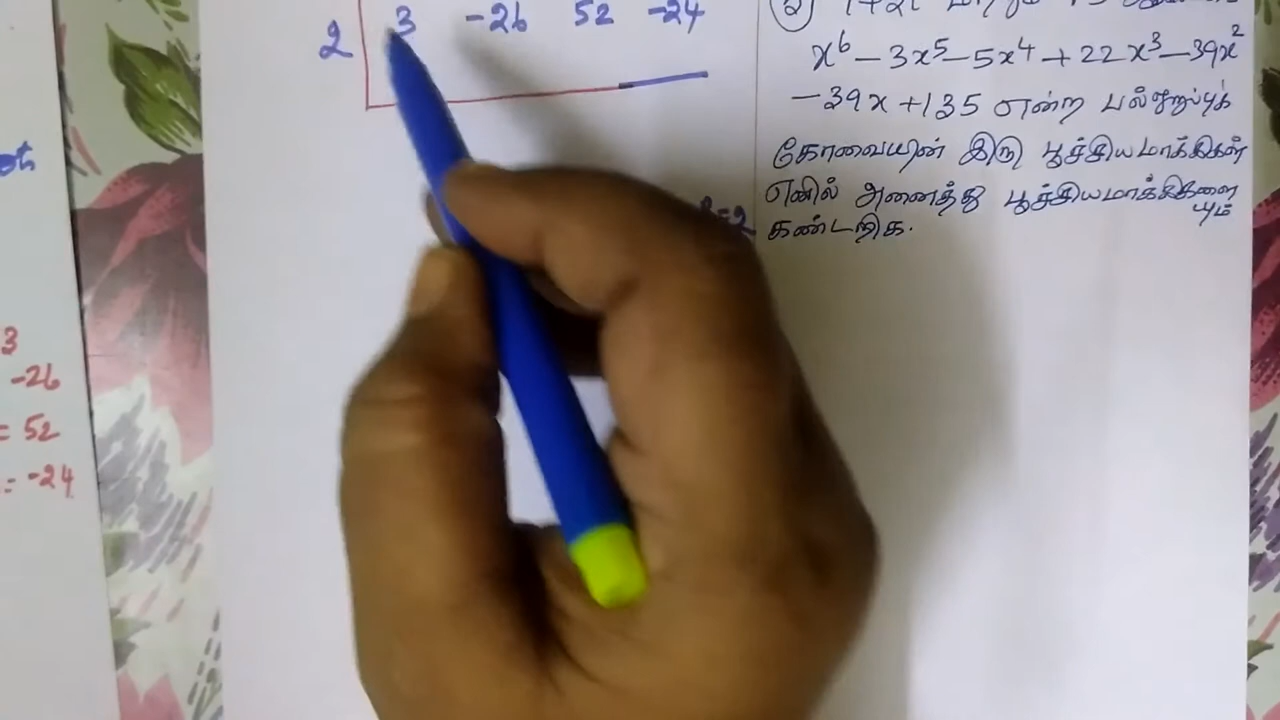 3 -26 52 -24
2
3
-26
= 52
= -24
2)
x⁶ - 3x⁵ - 5x⁴ + 22x³ - 39x²
- 39x + 135 என்ற பல்லுறுப்புக்
கோவையின் இரு பூச்சியமாக்கிகள்
எனில் அனைத்து பூச்சியமாக்கிகளை
யும்
கண்டறிக.